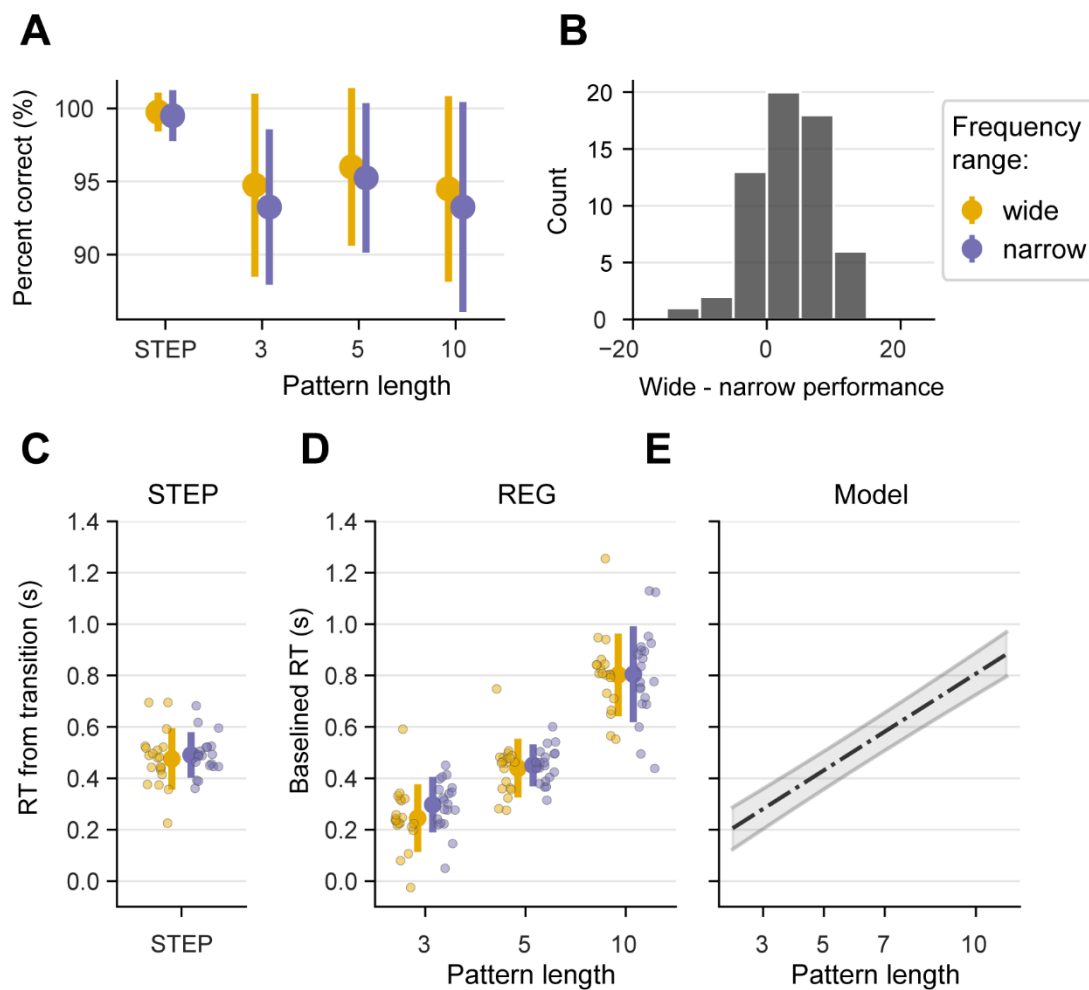 A
Percent correct (%)
100
95
90
STEP
3
5
10
Pattern length
B
Count
20
15
10
5
0
−20
0
20
Wide - narrow performance
Frequency
range:
wide
narrow
C
STEP
RT from transition (s)
1.4
1.2
1.0
0.8
0.6
0.4
0.2
0.0
STEP
D
REG
Baselined RT (s)
1.4
1.2
1.0
0.8
0.6
0.4
0.2
0.0
3
5
10
Pattern length
E
Model
3
5
7
10
Pattern length